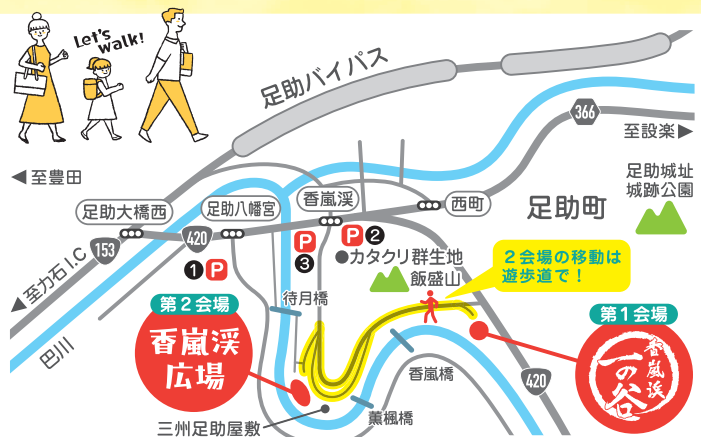 Let's
walk!
足助バイパス
366
至設楽▶
◀至豊田
足助大橋西
足助八幡宮
香嵐渓
西町
足助町
足助城址
城跡公園
153
420
◀至力石I.C
❶P
P
❸
P❷
●カタクリ群生地
飯盛山
2会場の移動は
遊歩道で！
第2会場
香嵐渓
広場
待月橋
第1会場
香嵐渓
一の谷
巴川
香嵐橋
420
薫楓橋
三州足助屋敷